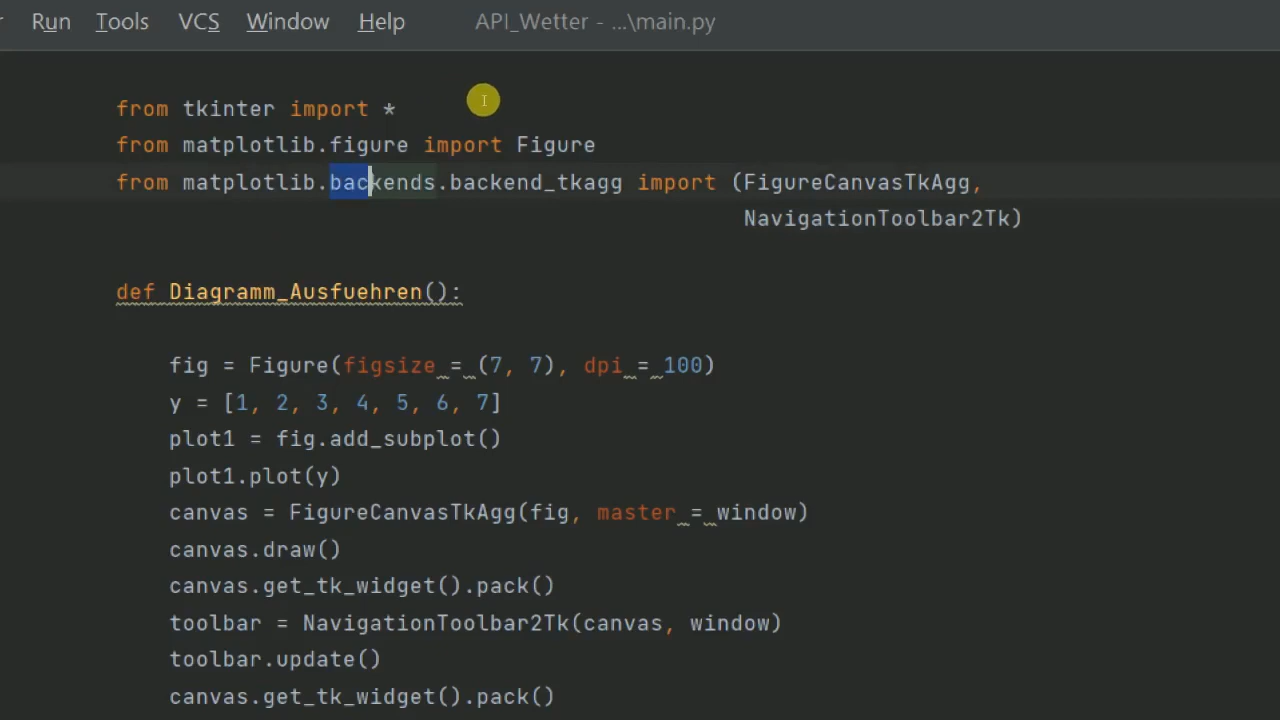 Run Tools VCS Window Help API_Wetter - ...\main.py
from tkinter import *
from matplotlib.figure import Figure
from matplotlib.backends.backend_tkagg import (FigureCanvasTkAgg,
NavigationToolbar2Tk)
def Diagramm_Ausfuehren():
fig = Figure(figsize = (7, 7), dpi = 100)
y = [1, 2, 3, 4, 5, 6, 7]
plot1 = fig.add_subplot()
plot1.plot(y)
canvas = FigureCanvasTkAgg(fig, master = window)
canvas.draw()
canvas.get_tk_widget().pack()
toolbar = NavigationToolbar2Tk(canvas, window)
toolbar.update()
canvas.get_tk_widget().pack()